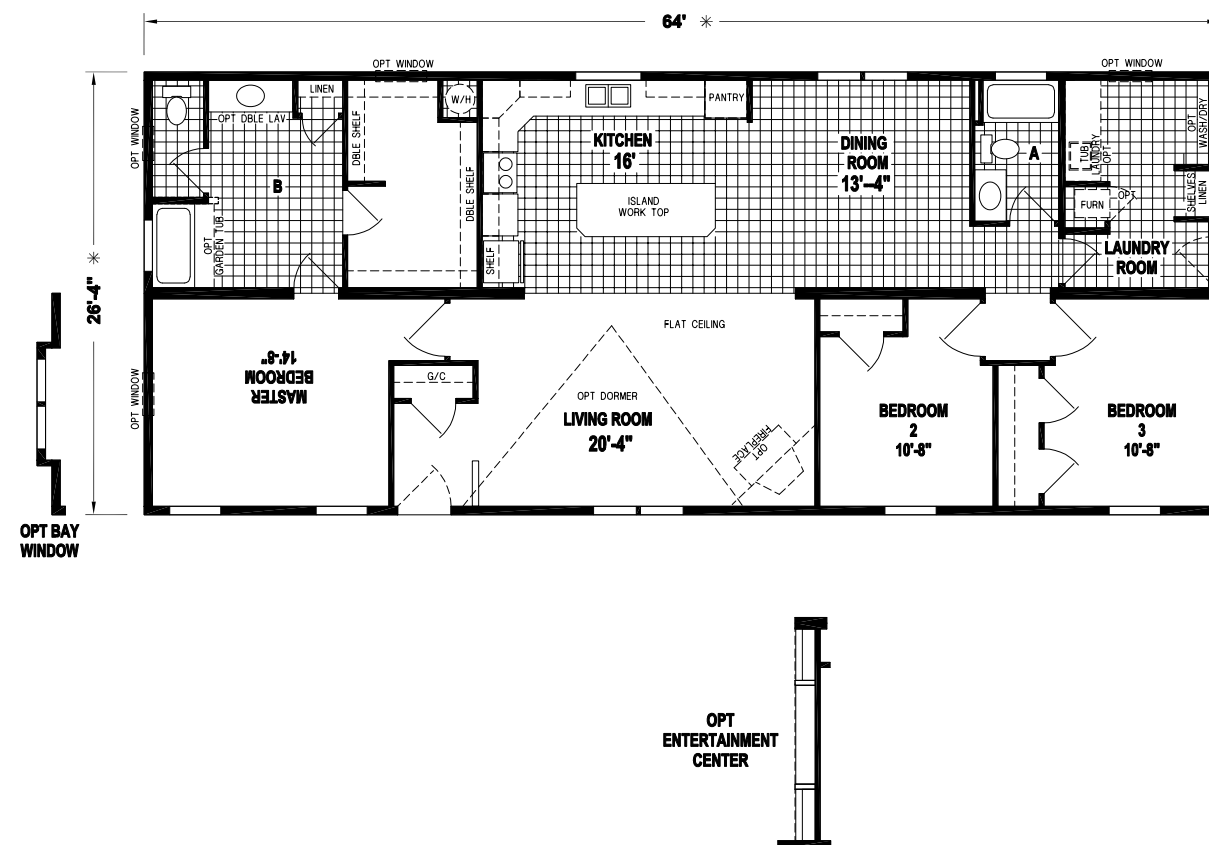 64' ✳
OPT WINDOW
OPT WINDOW
LINEN
W/H
PANTRY
OPT DBLE LAV
OPT WINDOW
DBLE SHELF
KITCHEN
16'
DINING
ROOM
13'-4"
A
TUB
LAUNDRY
OPT
OPT
WASH/DRY
B
DBLE SHELF
ISLAND
WORK TOP
FURN
OPT
SHELVES
LINEN
OPT
GARDEN TUB
SHELF
LAUNDRY
ROOM
26'-4" ✳
FLAT CEILING
MASTER
BEDROOM
14'-8"
G/C
OPT WINDOW
OPT DORMER
LIVING ROOM
20'-4"
OPT
FIREPLACE
BEDROOM
2
10'-8"
BEDROOM
3
10'-8"
OPT BAY
WINDOW
OPT
ENTERTAINMENT
CENTER